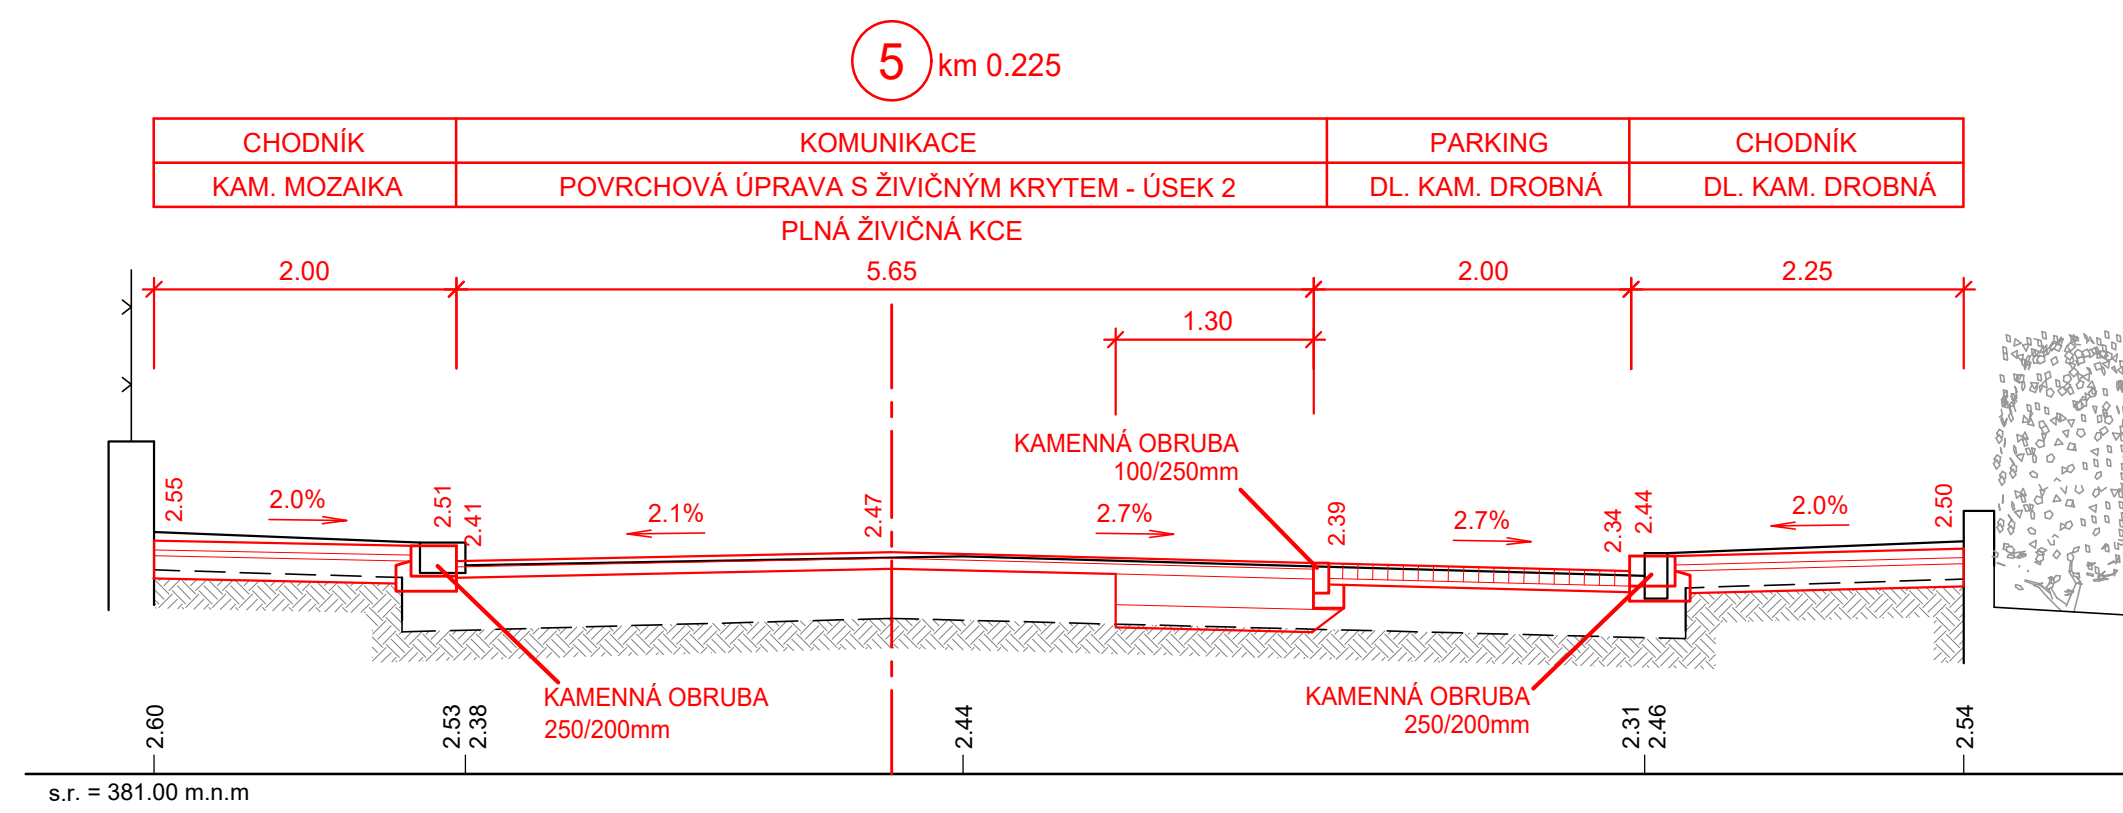 5 km 0.225
CHODNÍK KOMUNIKACE PARKING CHODNÍK
KAM. MOZAIKA POVRCHOVÁ ÚPRAVA S ŽIVIČNÝM KRYTEM - ÚSEK 2 DL. KAM. DROBNÁ DL. KAM. DROBNÁ
PLNÁ ŽIVIČNÁ KCE
2.00 5.65 2.00 2.25
1.30
KAMENNÁ OBRUBA
100/250mm
2.55 2.0% 2.51 2.41 2.1% 2.47 2.7% 2.39 2.7% 2.34 2.44 2.0% 2.50
KAMENNÁ OBRUBA
250/200mm
KAMENNÁ OBRUBA
250/200mm
2.60 2.53 2.38 2.44 2.31 2.46 2.54
s.r. = 381.00 m.n.m